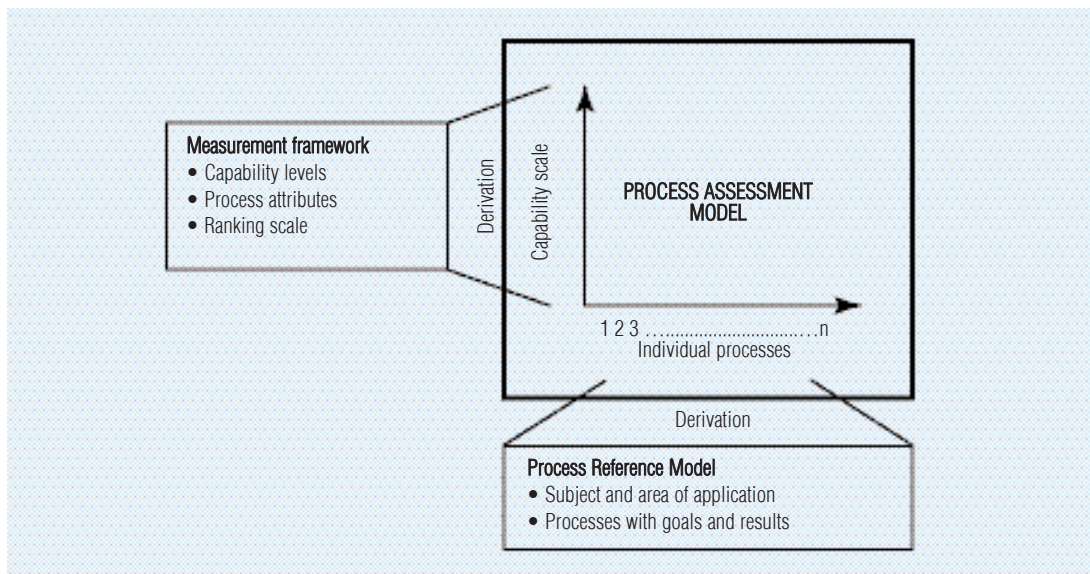 Measurement framework
• Capability levels
• Process attributes
• Ranking scale
Derivation
Capability scale
PROCESS ASSESSMENT
MODEL
1 2 3 ….............................…n
Individual processes
Derivation
Process Reference Model
• Subject and area of application
• Processes with goals and results